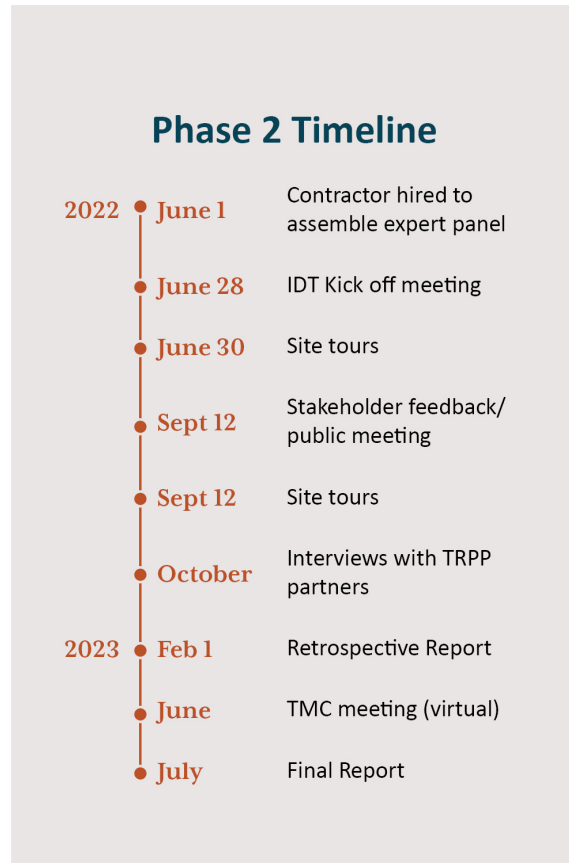 Phase 2 Timeline
2022 June 1 Contractor hired to
assemble expert panel
June 28 IDT Kick off meeting
June 30 Site tours
Sept 12 Stakeholder feedback/
public meeting
Sept 12 Site tours
October Interviews with TRPP
partners
2023 Feb 1 Retrospective Report
June TMC meeting (virtual)
July Final Report